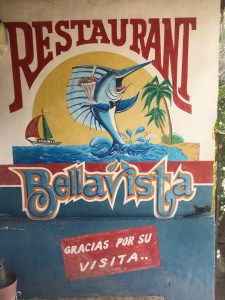 RESTAURANT
Bellavista
GRACIAS POR SU
VISITA..